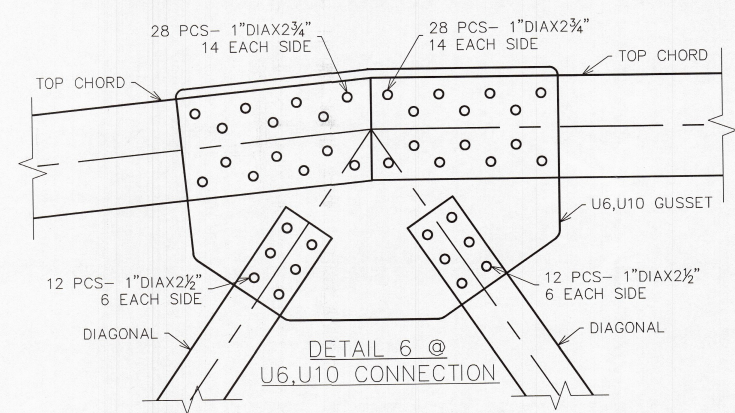 28 PCS- 1"DIAX2¾"
14 EACH SIDE
28 PCS- 1"DIAX2¾"
14 EACH SIDE
TOP CHORD
TOP CHORD
U6,U10 GUSSET
12 PCS- 1"DIAX2½"
6 EACH SIDE
12 PCS- 1"DIAX2½"
6 EACH SIDE
DIAGONAL
DIAGONAL
DETAIL 6 @
U6,U10 CONNECTION